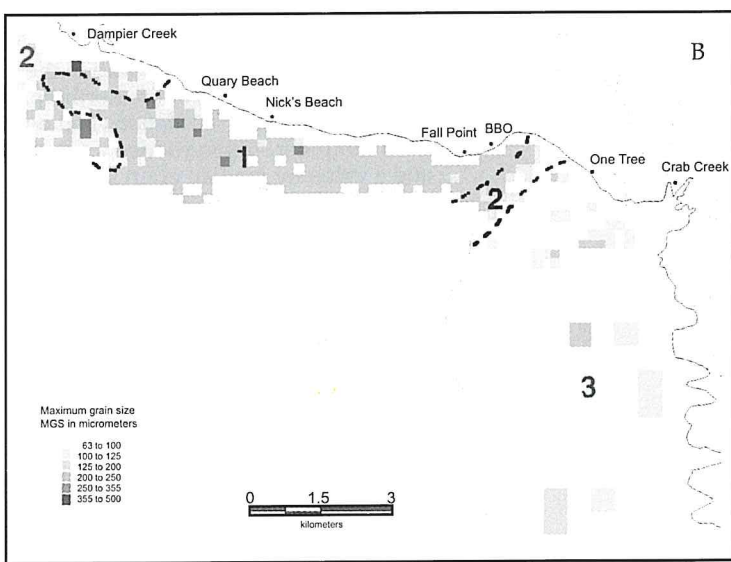 B
Dampier Creek
2
Quary Beach
Nick's Beach
Fall Point
BBO
One Tree
Crab Creek
1
2
3
Maximum grain size
MGS in micrometers
63 to 100
100 to 125
125 to 200
200 to 250
250 to 355
355 to 500
0 1.5 3
kilometers